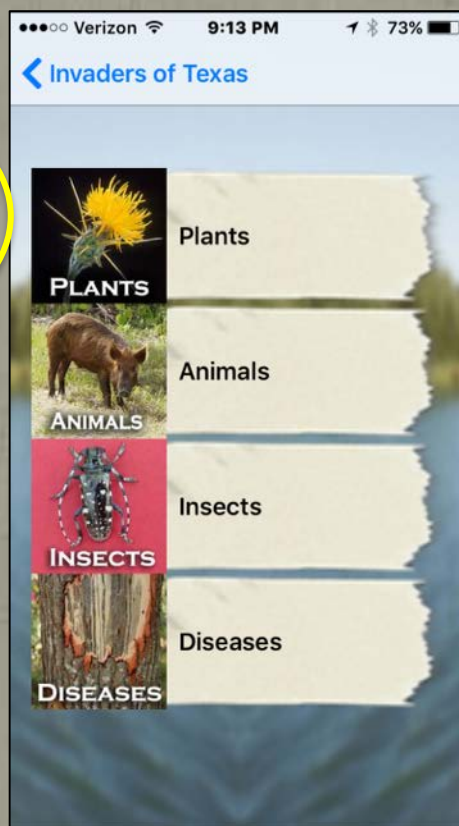 Verizon 9:13 PM 73%
Invaders of Texas
PLANTS Plants
ANIMALS Animals
INSECTS Insects
DISEASES Diseases